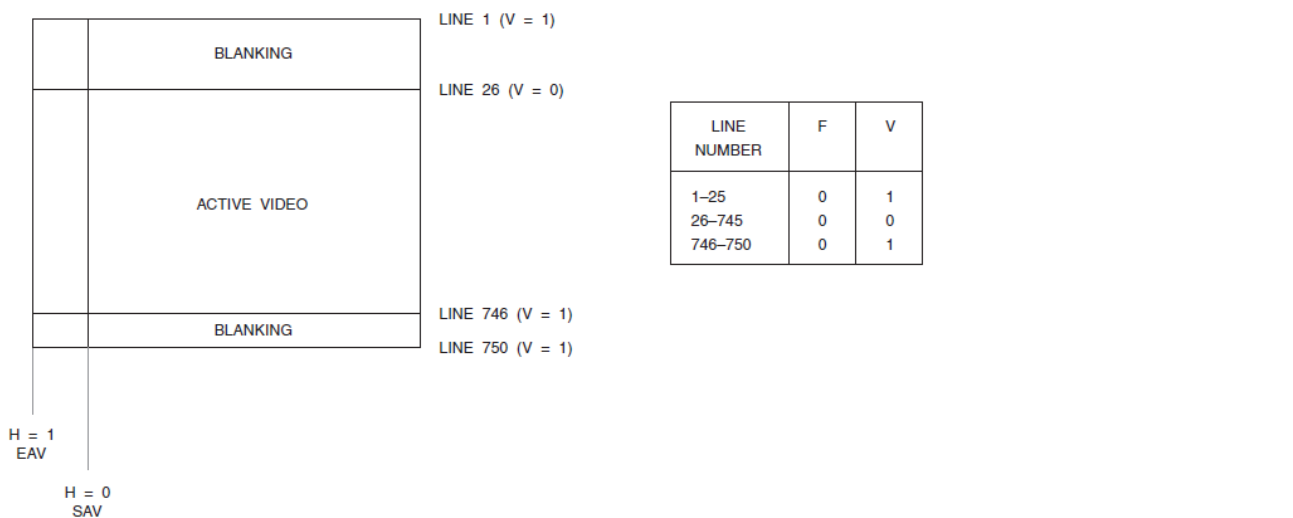 LINE 1 (V = 1)
BLANKING
LINE 26 (V = 0)
ACTIVE VIDEO
LINE 746 (V = 1)
BLANKING
LINE 750 (V = 1)
H = 1
EAV
H = 0
SAV
LINE NUMBER F V
1–25 0 1
26–745 0 0
746–750 0 1